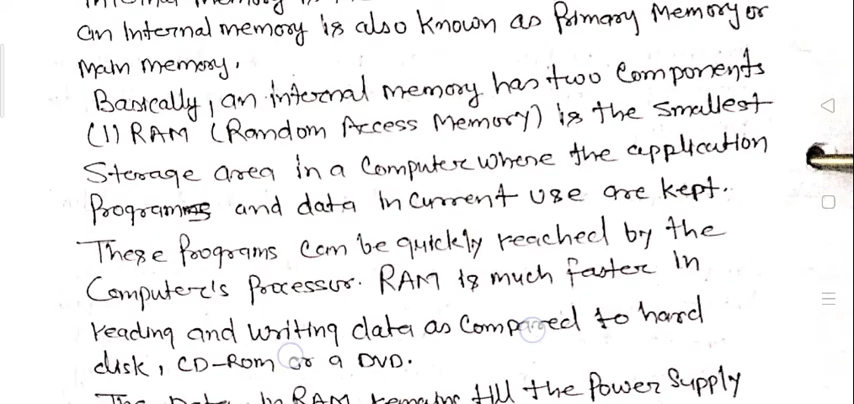 an Internal memory is also known as Primary Memory or
Main memory.
Basically, an internal memory has two Components
(1) RAM (Random Access Memory) is the smallest
Storage area in a Computer where the application
Programs and data in current use are kept.
These Programs can be quickly reached by the
Computer's Processor. RAM is much faster in
reading and writing data as compared to hard
disk, CD-ROM or a DVD.
The Data in RAM remains till the Power Supply